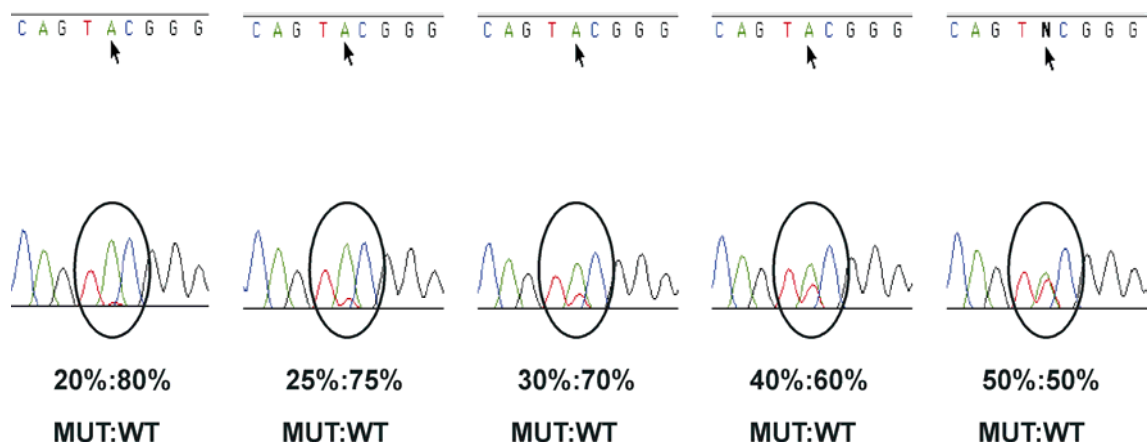 C A G T A C G G G
C A G T A C G G G
C A G T A C G G G
C A G T A C G G G
C A G T N C G G G
20%:80%
25%:75%
30%:70%
40%:60%
50%:50%
MUT:WT
MUT:WT
MUT:WT
MUT:WT
MUT:WT